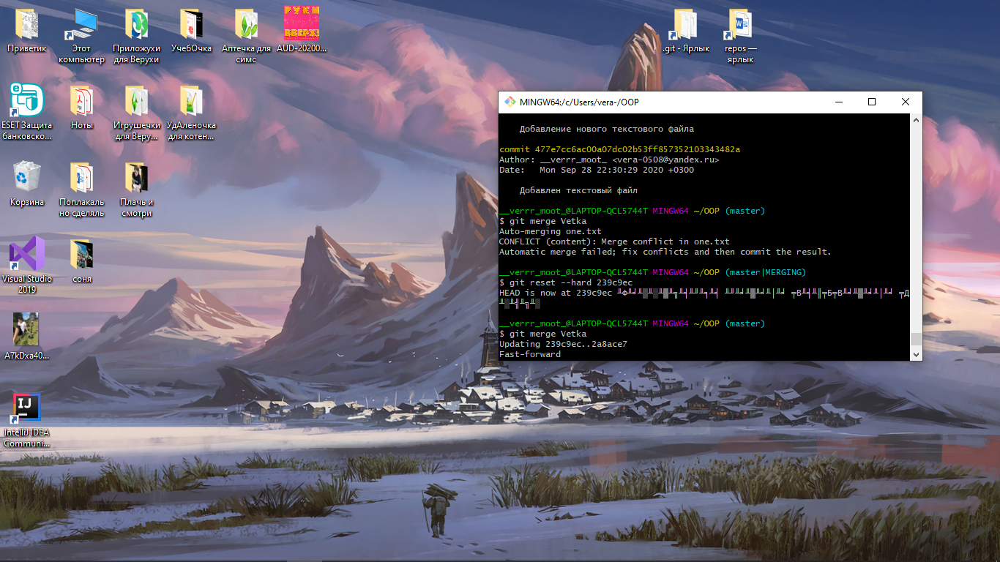 Приветик
Этот
компьютер
Приложухи
для Верухи
УчебОчка
Аптечка для
симс
РУКИ
ВВЕРХ!
AUD-20200...
.git - Ярлык
repos —
ярлык
ESET Защита
банковско...
Ноты
Игрушечки
для Веру...
УдАленочка
для котен...
Корзина
Поплакаль
но сделяль
Плачь и
смотри
Visual Studio
2019
соня
A7kDxa40...
IJ
IntelliJ IDEA
Communi...
MINGW64:/c/Users/vera-/OOP
Добавление нового текстового файла
commit 477e7cc6ac00a07dc02b53ff857352103343482a
Author: __verrr_moot_ <vera-0508@yandex.ru>
Date:   Mon Sep 28 22:30:29 2020 +0300
Добавлен текстовый файл
__verrr_moot_@LAPTOP-QCL5744T MINGW64 ~/OOP (master)
$ git merge Vetka
Auto-merging one.txt
CONFLICT (content): Merge conflict in one.txt
Automatic merge failed; fix conflicts and then commit the result.
__verrr_moot_@LAPTOP-QCL5744T MINGW64 ~/OOP (master|MERGING)
$ git reset --hard 239c9ec
HEAD is now at 239c9ec
__verrr_moot_@LAPTOP-QCL5744T MINGW64 ~/OOP (master)
$ git merge Vetka
Updating 239c9ec..2a8ace7
Fast-forward